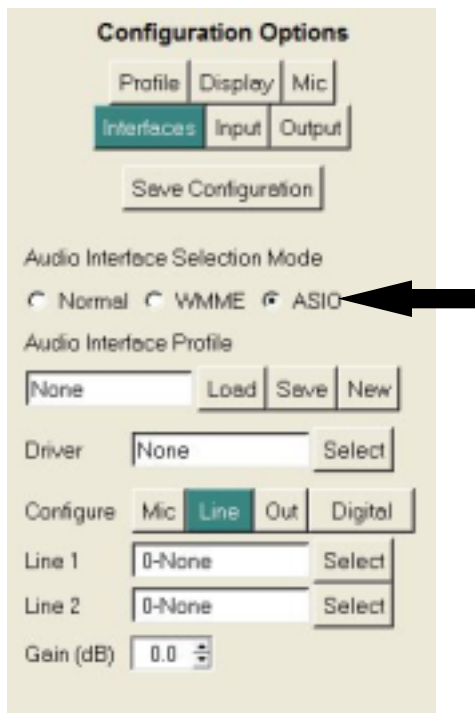 Configuration Options
Profile Display Mic
Interfaces Input Output
Save Configuration
Audio Interface Selection Mode
Normal WMME ASIO
Audio Interface Profile
None Load Save New
Driver None Select
Configure Mic Line Out Digital
Line 1 0-None Select
Line 2 0-None Select
Gain (dB) 0.0